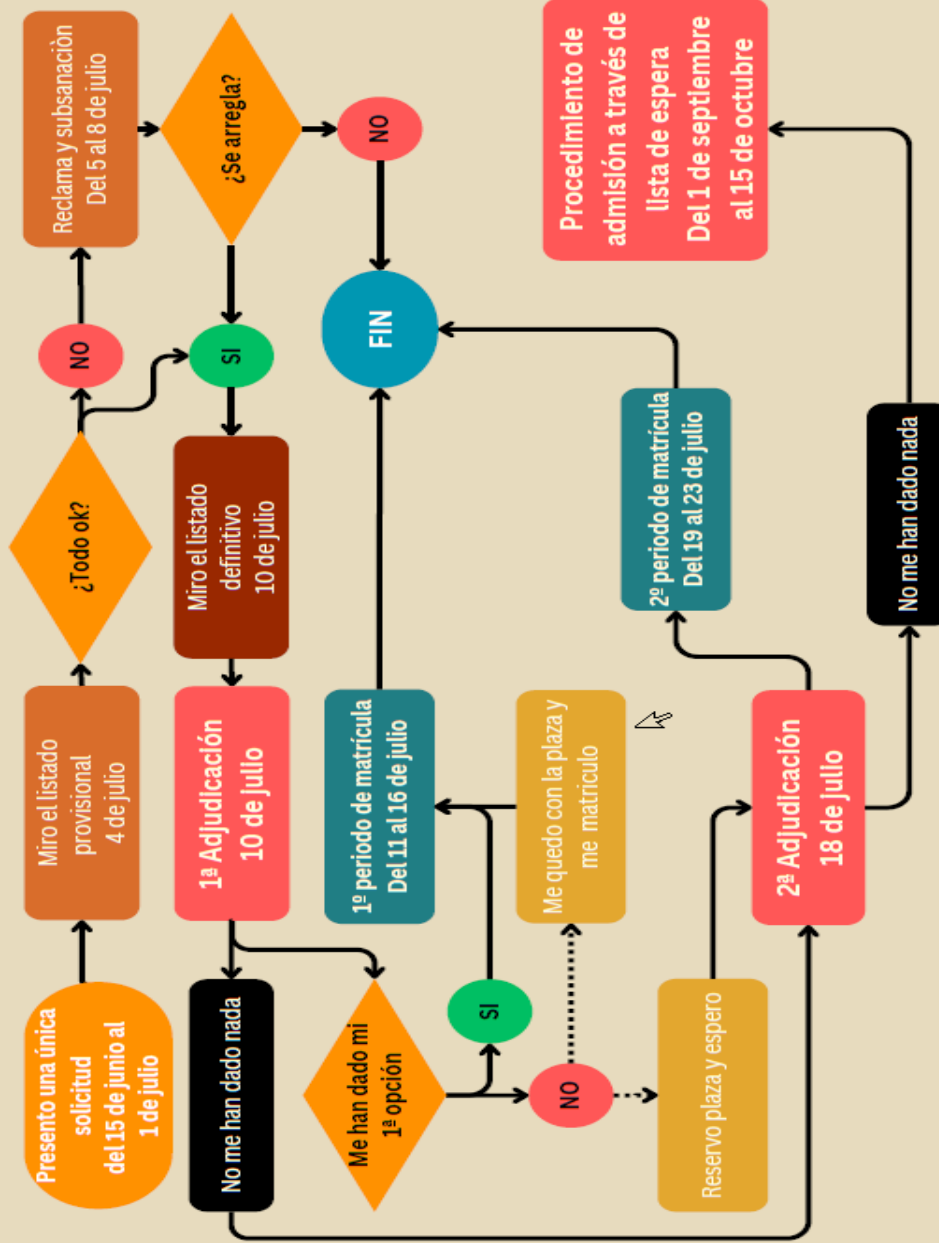 Presento una única
solicitud
del 15 de junio al
1 de julio
Miro el listado
provisional
4 de julio
¿Todo ok?
NO
Reclama y subsanaciòn
Del 5 al 8 de julio
¿Se arregla?
NO
SI
Miro el listado
definitivo
10 de julio
1ª Adjudicación
10 de julio
No me han dado nada
Me han dado mi
1ª opción
SI
1º periodo de matrícula
Del 11 al 16 de julio
FIN
NO
Me quedo con la plaza y
me matriculo
Reservo plaza y espero
2ª Adjudicación
18 de julio
2º periodo de matrícula
Del 19 al 23 de julio
No me han dado nada
Procedimiento de
admisión a través de
lista de espera
Del 1 de septiembre
al 15 de octubre